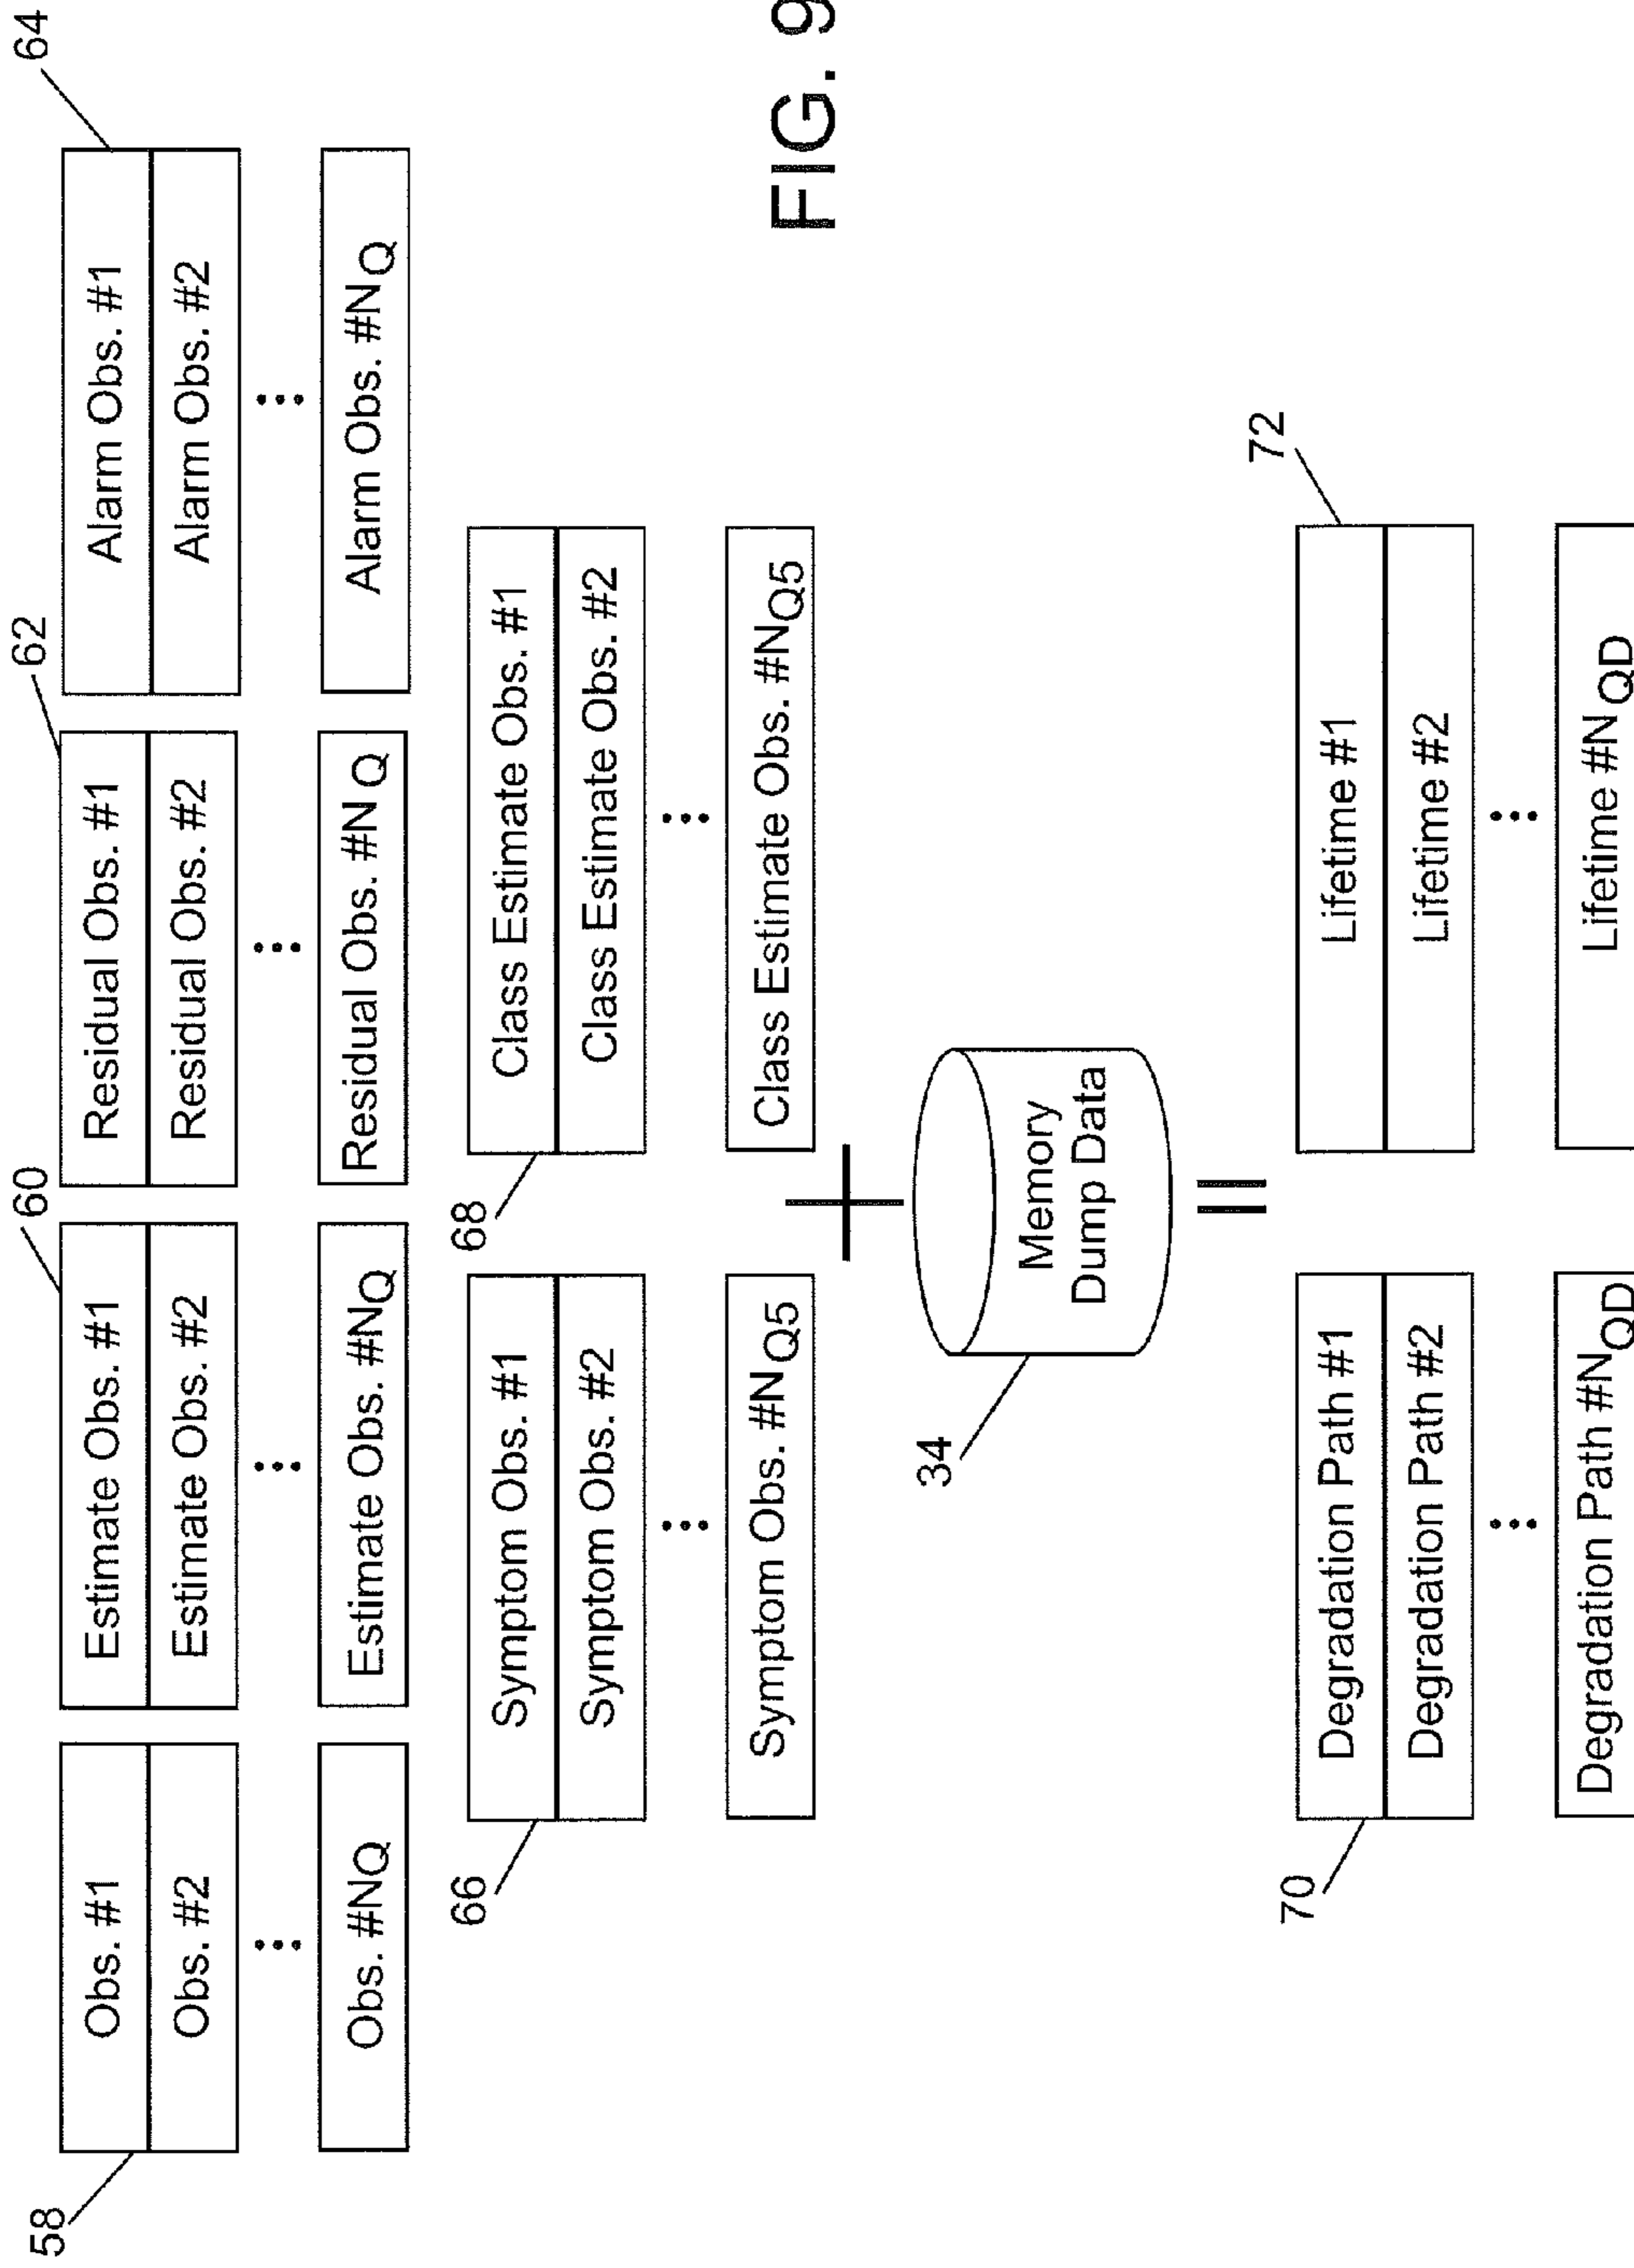 58
Obs. #1
Obs. #2
Obs. #NQ
60
Estimate Obs. #1
Estimate Obs. #2
Estimate Obs. #NQ
62
Residual Obs. #1
Residual Obs. #2
Residual Obs. #N Q
64
Alarm Obs. #1
Alarm Obs. #2
Alarm Obs. #NQ
66
Symptom Obs. #1
Symptom Obs. #2
Symptom Obs. #NQ5
68
Class Estimate Obs. #1
Class Estimate Obs. #2
Class Estimate Obs. #NQ5
+
34
Memory
Dump Data
=
70
Degradation Path #1
Degradation Path #2
Degradation Path #NQD
72
Lifetime #1
Lifetime #2
Lifetime #NQD
FIG. 9